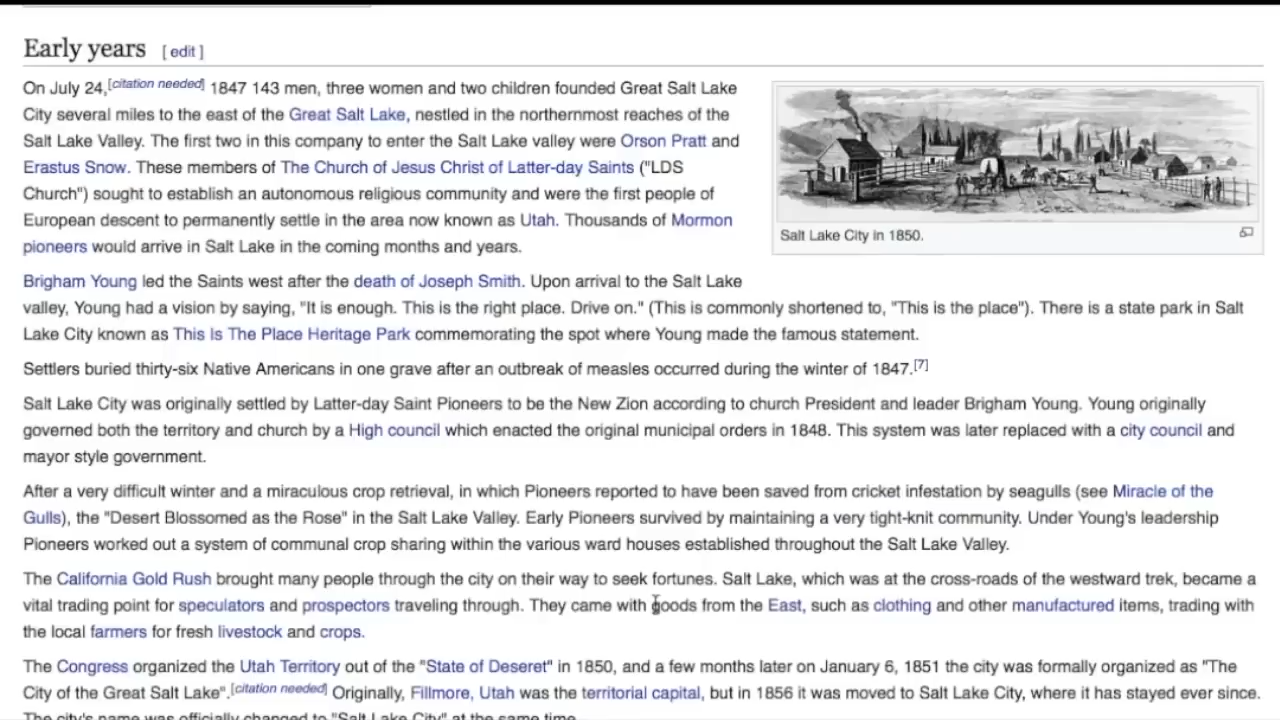 Early years [ edit ]
On July 24,[citation needed] 1847 143 men, three women and two children founded Great Salt Lake
City several miles to the east of the Great Salt Lake, nestled in the northernmost reaches of the
Salt Lake Valley. The first two in this company to enter the Salt Lake valley were Orson Pratt and
Erastus Snow. These members of The Church of Jesus Christ of Latter-day Saints ("LDS
Church") sought to establish an autonomous religious community and were the first people of
European descent to permanently settle in the area now known as Utah. Thousands of Mormon
pioneers would arrive in Salt Lake in the coming months and years.
Salt Lake City in 1850.
Brigham Young led the Saints west after the death of Joseph Smith. Upon arrival to the Salt Lake
valley, Young had a vision by saying, "It is enough. This is the right place. Drive on." (This is commonly shortened to, "This is the place"). There is a state park in Salt
Lake City known as This Is The Place Heritage Park commemorating the spot where Young made the famous statement.
Settlers buried thirty-six Native Americans in one grave after an outbreak of measles occurred during the winter of 1847.[7]
Salt Lake City was originally settled by Latter-day Saint Pioneers to be the New Zion according to church President and leader Brigham Young. Young originally
governed both the territory and church by a High council which enacted the original municipal orders in 1848. This system was later replaced with a city council and
mayor style government.
After a very difficult winter and a miraculous crop retrieval, in which Pioneers reported to have been saved from cricket infestation by seagulls (see Miracle of the
Gulls), the "Desert Blossomed as the Rose" in the Salt Lake Valley. Early Pioneers survived by maintaining a very tight-knit community. Under Young's leadership
Pioneers worked out a system of communal crop sharing within the various ward houses established throughout the Salt Lake Valley.
The California Gold Rush brought many people through the city on their way to seek fortunes. Salt Lake, which was at the cross-roads of the westward trek, became a
vital trading point for speculators and prospectors traveling through. They came with goods from the East, such as clothing and other manufactured items, trading with
the local farmers for fresh livestock and crops.
The Congress organized the Utah Territory out of the "State of Deseret" in 1850, and a few months later on January 6, 1851 the city was formally organized as "The
City of the Great Salt Lake".[citation needed] Originally, Fillmore, Utah was the territorial capital, but in 1856 it was moved to Salt Lake City, where it has stayed ever since.
The city's name was officially changed to "Salt Lake City" at the same time.